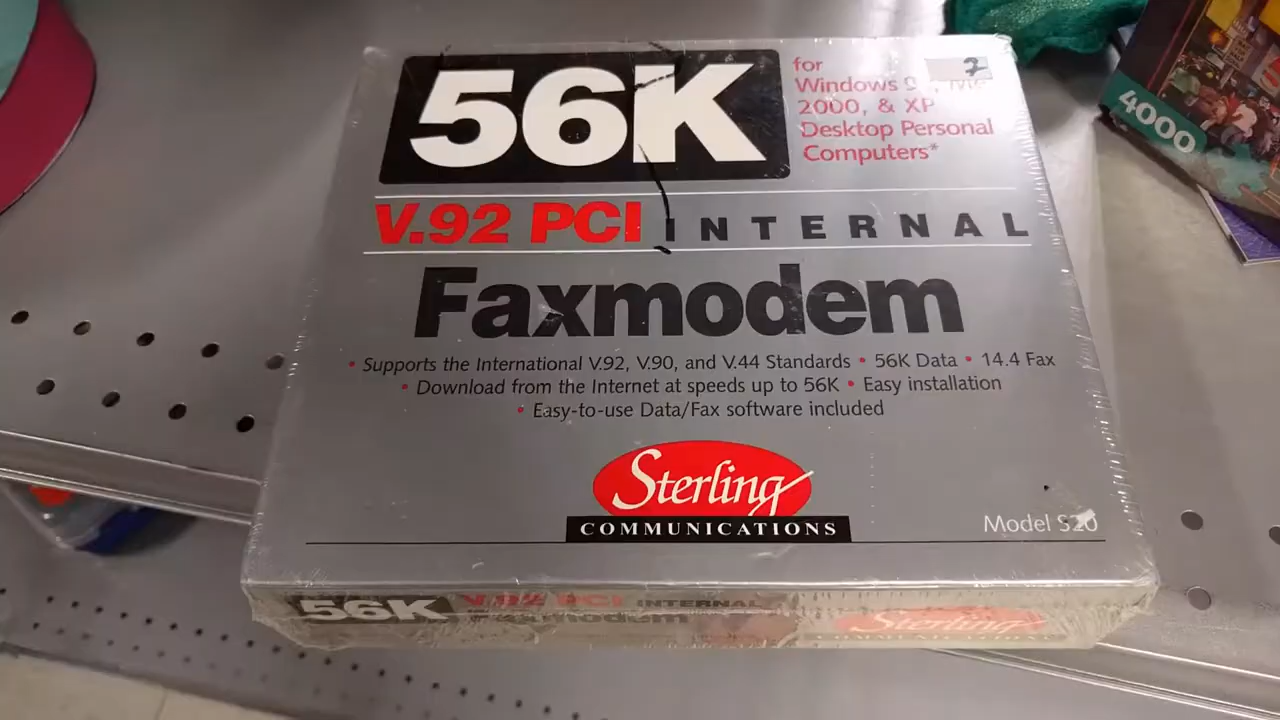 56K
for
Windows
2000, & XP
Desktop Personal
Computers*
V.92 PCI INTERNAL
Faxmodem
• Supports the International V.92, V.90, and V.44 Standards • 56K Data • 14.4 Fax
• Download from the Internet at speeds up to 56K • Easy installation
• Easy-to-use Data/Fax software included
Sterling
COMMUNICATIONS
Model S20
56K V.92 PCI INTERNAL
Faxmodem
Sterling
4000